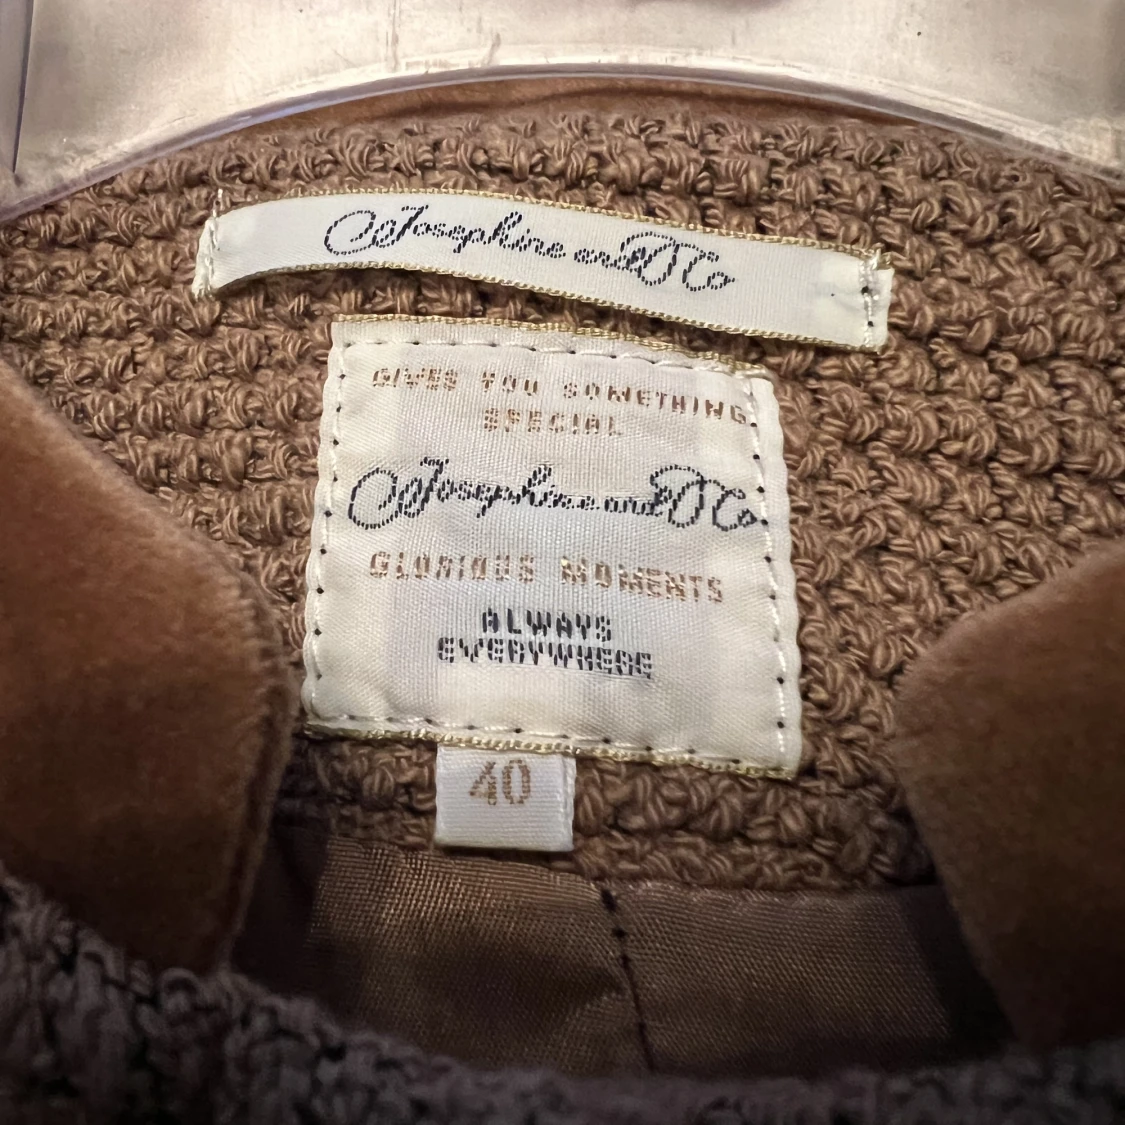 Josephine and Co
GIVES YOU SOMETHING
SPECIAL
Josephine and Co
GLORIOUS MOMENTS
ALWAYS
EVERYWHERE
40